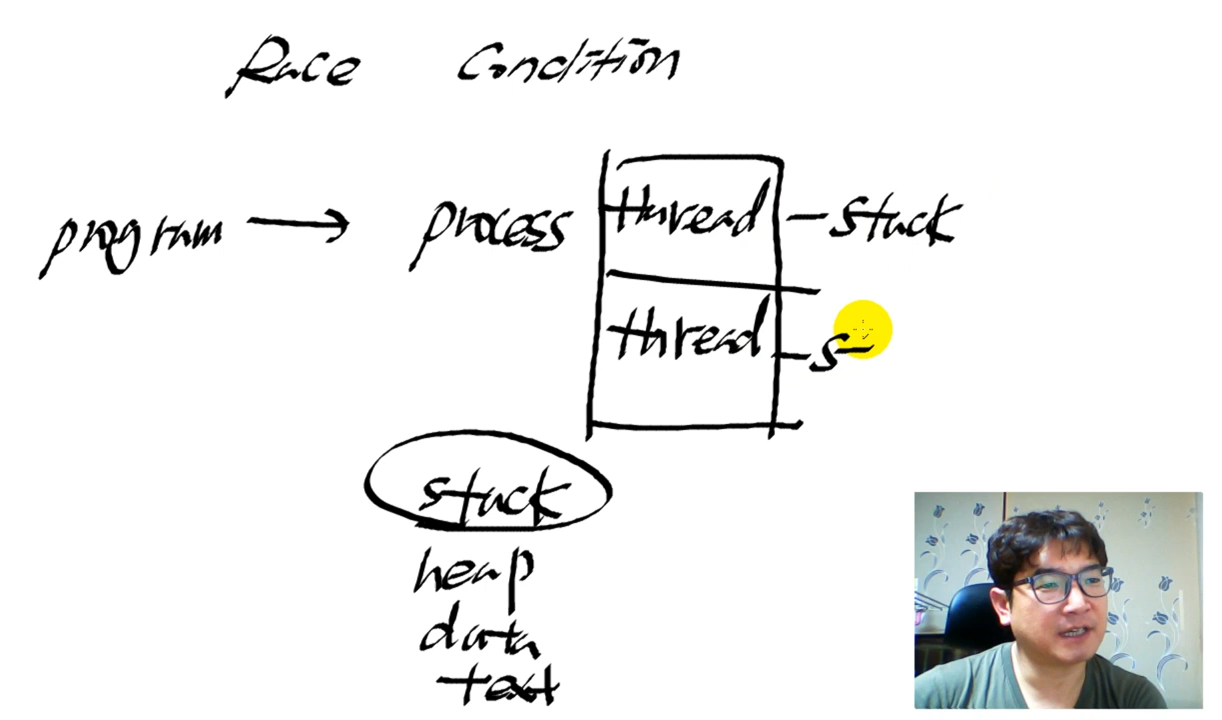 Race Condition
program → process thread - stack
thread - s
stack
heap
data
text